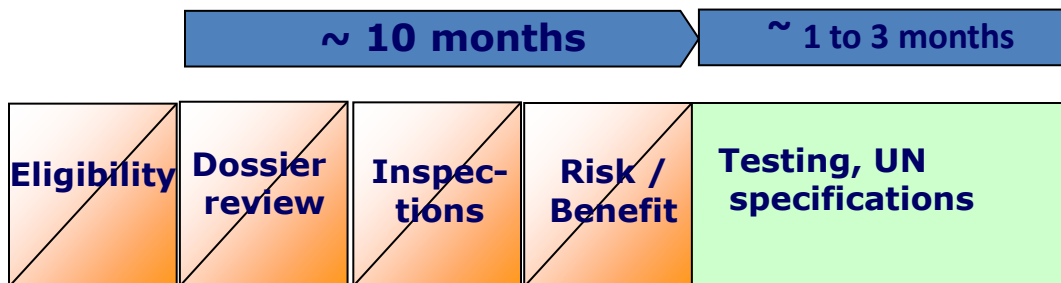 ~ 10 months
~ 1 to 3 months
Eligibility
Dossier
review
Inspec-
tions
Risk /
Benefit
Testing, UN
specifications